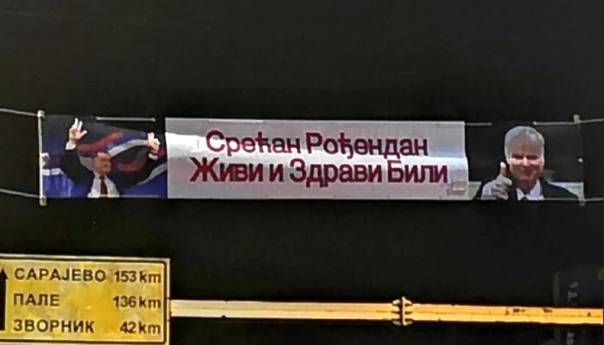 Срећан Рођендан
Живи и Здрави Били
САРАЈЕВО 153 km
ПАЛЕ 136 km
ЗВОРНИК 42 km